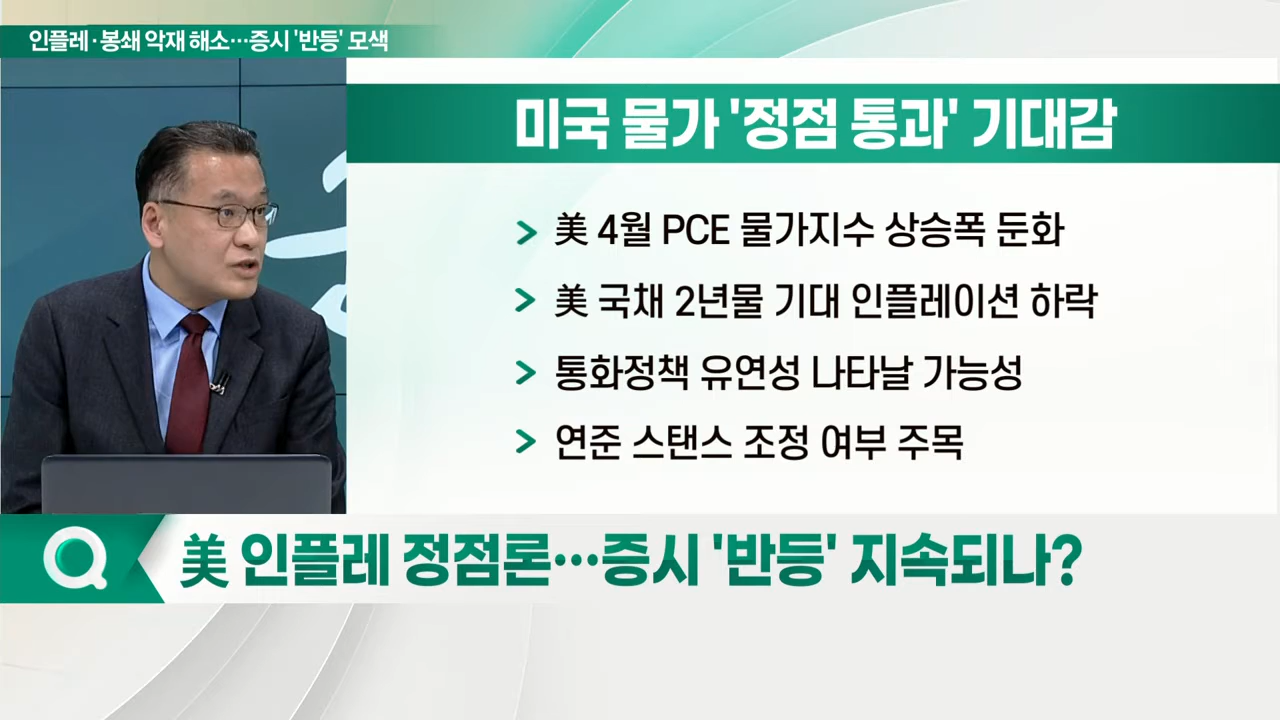 인플레·봉쇄 악재 해소…증시 '반등' 모색
미국 물가 '정점 통과' 기대감
> 美 4월 PCE 물가지수 상승폭 둔화
> 美 국채 2년물 기대 인플레이션 하락
> 통화정책 유연성 나타날 가능성
> 연준 스탠스 조정 여부 주목
美 인플레 정점론…증시 '반등' 지속되나?